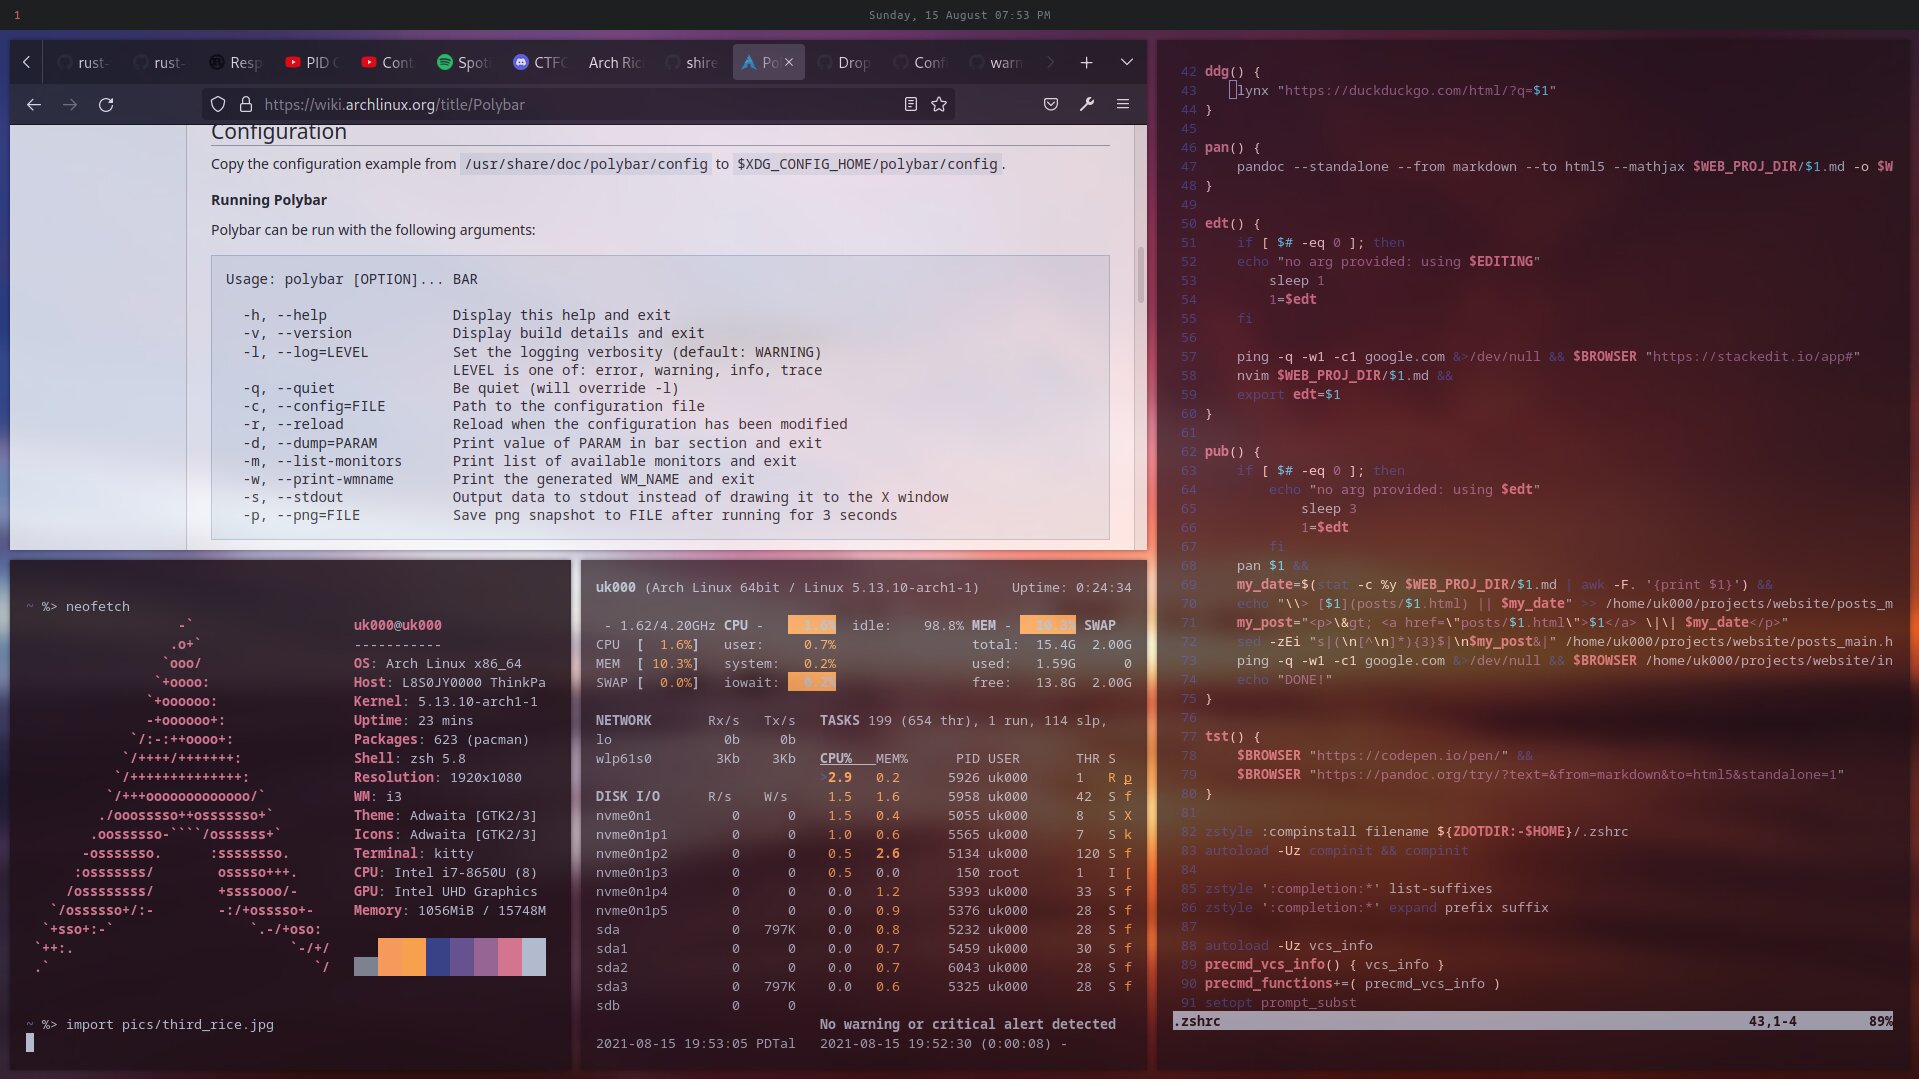 1
Sunday, 15 August 07:53 PM
rust-
rust-
Resp
PID
Cont
Spot
CTFC
Arch Ric
shire
Pol
Drop
Conf
warn
https://wiki.archlinux.org/title/Polybar
Configuration
Copy the configuration example from /usr/share/doc/polybar/config to $XDG_CONFIG_HOME/polybar/config.
Running Polybar
Polybar can be run with the following arguments:
Usage: polybar [OPTION]... BAR
-h, --help Display this help and exit
-v, --version Display build details and exit
-l, --log=LEVEL Set the logging verbosity (default: WARNING)
LEVEL is one of: error, warning, info, trace
-q, --quiet Be quiet (will override -l)
-c, --config=FILE Path to the configuration file
-r, --reload Reload when the configuration has been modified
-d, --dump=PARAM Print value of PARAM in bar section and exit
-m, --list-monitors Print list of available monitors and exit
-w, --print-wmname Print the generated WM_NAME and exit
-s, --stdout Output data to stdout instead of drawing it to the X window
-p, --png=FILE Save png snapshot to FILE after running for 3 seconds
~ %> neofetch
-`
.o+`
`ooo/
`+oooo:
`+oooooo:
-+oooooo+:
`/:-:++oooo+:
`/++++/+++++++:
`/++++++++++++++:
`/+++ooooooooooooo/`
./ooosssso++osssssso+`
.oossssso-````/ossssss+`
-osssssso. :ssssssso.
:osssssss/ osssso+++.
/ossssssss/ +ssssooo/-
`/ossssso+/:- -:/+osssso+-
`+sso+:-` `.-/+oso:
`++:. `-/+/
.` `/
uk000@uk000
-----------
OS: Arch Linux x86_64
Host: L8S0JY0000 ThinkPa
Kernel: 5.13.10-arch1-1
Uptime: 23 mins
Packages: 623 (pacman)
Shell: zsh 5.8
Resolution: 1920x1080
WM: i3
Theme: Adwaita [GTK2/3]
Icons: Adwaita [GTK2/3]
Terminal: kitty
CPU: Intel i7-8650U (8)
GPU: Intel UHD Graphics
Memory: 1056MiB / 15748M
~ %> import pics/third_rice.jpg
uk000 (Arch Linux 64bit / Linux 5.13.10-arch1-1) Uptime: 0:24:34
- 1.62/4.20GHz CPU - 1.6% idle: 98.8% MEM - 10.3% SWAP
CPU [ 1.6%] user: 0.7% total: 15.4G 2.00G
MEM [ 10.3%] system: 0.2% used: 1.59G 0
SWAP [ 0.0%] iowait: 0.2% free: 13.8G 2.00G
NETWORK Rx/s Tx/s TASKS 199 (654 thr), 1 run, 114 slp,
lo 0b 0b
wlp61s0 3Kb 3Kb CPU% MEM% PID USER THR S
>2.9 0.2 5926 uk000 1 R p
DISK I/O R/s W/s 1.5 1.6 5958 uk000 42 S f
nvme0n1 0 0 1.5 0.4 5055 uk000 8 S X
nvme0n1p1 0 0 1.0 0.6 5565 uk000 7 S k
nvme0n1p2 0 0 0.5 2.6 5134 uk000 120 S f
nvme0n1p3 0 0 0.5 0.0 150 root 1 I [
nvme0n1p4 0 0 0.0 1.2 5393 uk000 33 S f
nvme0n1p5 0 0 0.0 0.9 5376 uk000 28 S f
sda 0 797K 0.0 0.8 5232 uk000 28 S f
sda1 0 0 0.0 0.7 5459 uk000 30 S f
sda2 0 0 0.0 0.7 6043 uk000 28 S f
sda3 0 797K 0.0 0.6 5325 uk000 28 S f
sdb 0 0
No warning or critical alert detected
2021-08-15 19:53:05 PDTal 2021-08-15 19:52:30 (0:00:08) -
42 ddg() {
43 lynx "https://duckduckgo.com/html/?q=$1"
44 }
45
46 pan() {
47 pandoc --standalone --from markdown --to html5 --mathjax $WEB_PROJ_DIR/$1.md -o $W
48 }
49
50 edt() {
51 if [ $# -eq 0 ]; then
52 echo "no arg provided: using $EDITING"
53 sleep 1
54 1=$edt
55 fi
56
57 ping -q -w1 -c1 google.com &>/dev/null && $BROWSER "https://stackedit.io/app#"
58 nvim $WEB_PROJ_DIR/$1.md &&
59 export edt=$1
60 }
61
62 pub() {
63 if [ $# -eq 0 ]; then
64 echo "no arg provided: using $edt"
65 sleep 3
66 1=$edt
67 fi
68 pan $1 &&
69 my_date=$(stat -c %y $WEB_PROJ_DIR/$1.md | awk -F. '{print $1}') &&
70 echo "\\> [$1](posts/$1.html) || $my_date" >> /home/uk000/projects/website/posts_m
71 my_post="<p>\&gt; <a href=\"posts/$1.html\">$1</a> \|\| $my_date</p>"
72 sed -zEi "s|(\n[^\n]*){3}$|\n$my_post&|" /home/uk000/projects/website/posts_main.h
73 ping -q -w1 -c1 google.com &>/dev/null && $BROWSER /home/uk000/projects/website/in
74 echo "DONE!"
75 }
76
77 tst() {
78 $BROWSER "https://codepen.io/pen/" &&
79 $BROWSER "https://pandoc.org/try/?text=&from=markdown&to=html5&standalone=1"
80 }
81
82 zstyle :compinstall filename ${ZDOTDIR:-$HOME}/.zshrc
83 autoload -Uz compinit && compinit
84
85 zstyle ':completion:*' list-suffixes
86 zstyle ':completion:*' expand prefix suffix
87
88 autoload -Uz vcs_info
89 precmd_vcs_info() { vcs_info }
90 precmd_functions+=( precmd_vcs_info )
91 setopt prompt_subst
.zshrc 43,1-4 89%